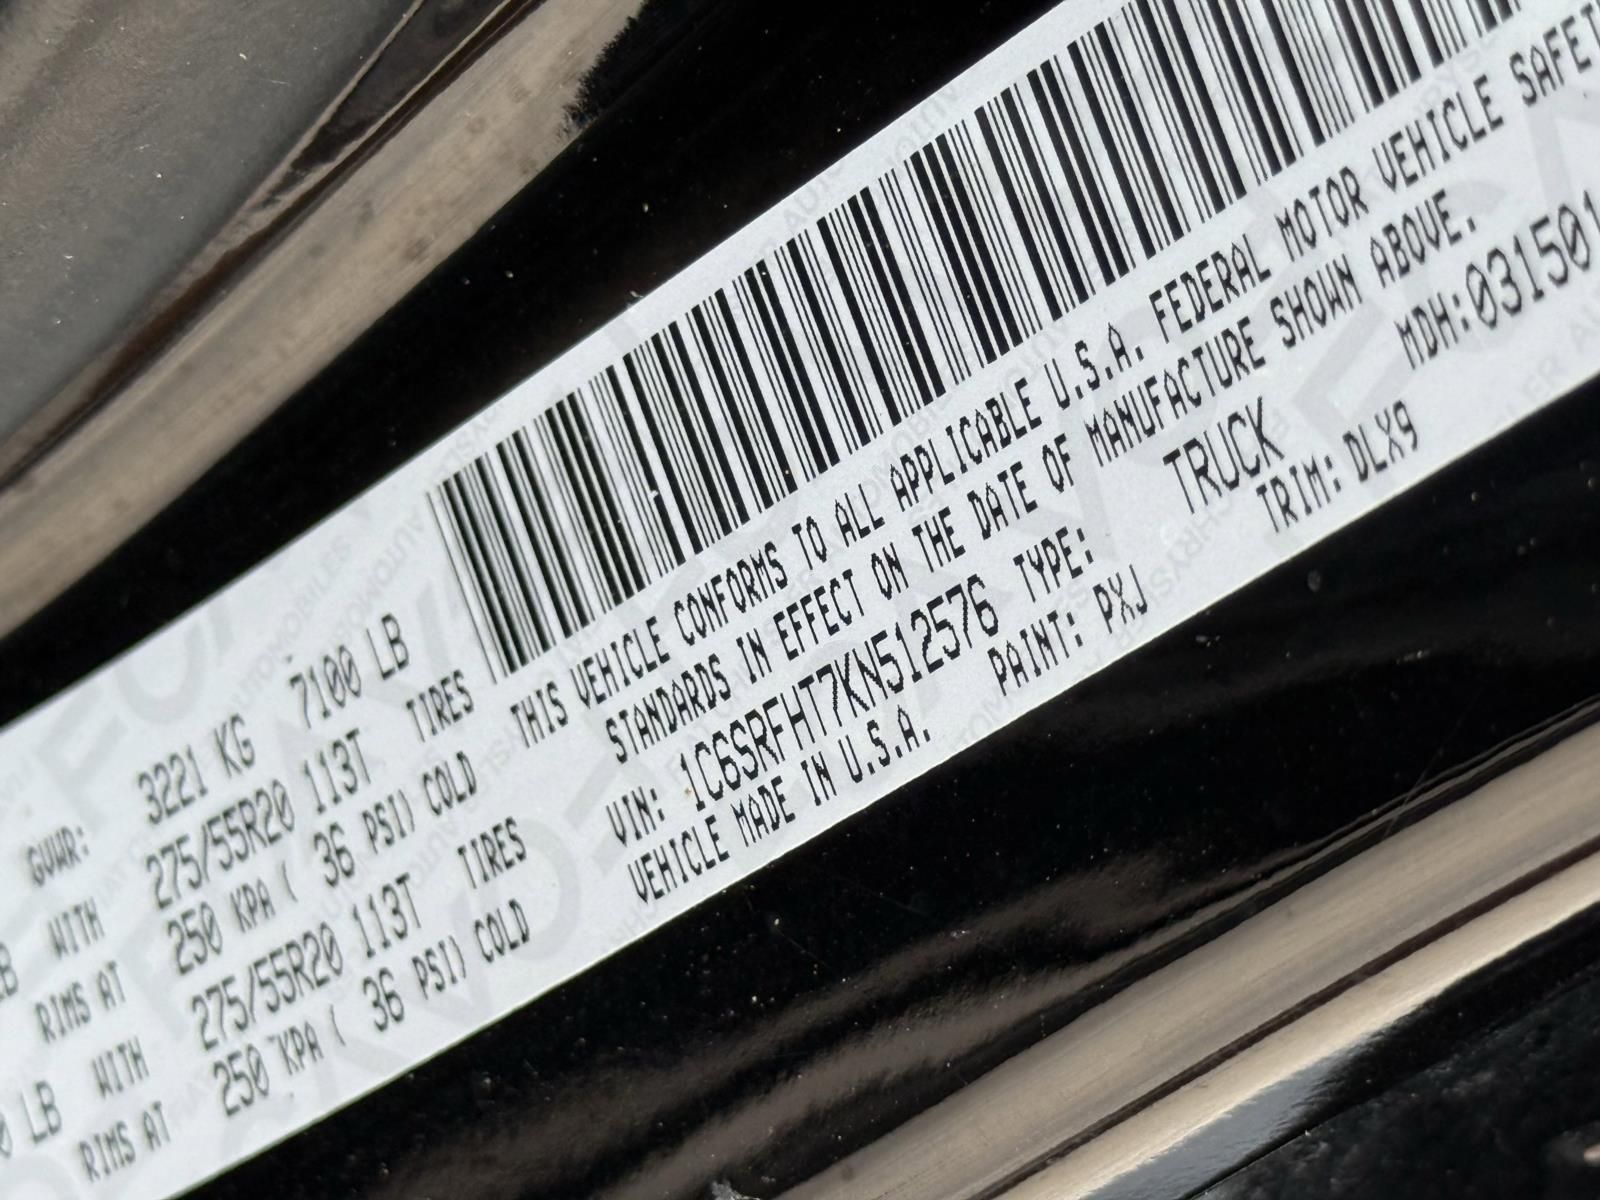 GVWR: 3221 KG 7100 LB
WITH 275/55R20 113T TIRES
RIMS AT 250 KPA ( 36 PSI) COLD
LB WITH 275/55R20 113T TIRES
RIMS AT 250 KPA ( 36 PSI) COLD
THIS VEHICLE CONFORMS TO ALL APPLICABLE U.S.A. FEDERAL MOTOR VEHICLE SAFET
STANDARDS IN EFFECT ON THE DATE OF MANUFACTURE SHOWN ABOVE.
VIN: 1C6SRFHT7KN512576 TYPE: TRUCK MDH:031501
VEHICLE MADE IN U.S.A. PAINT: PXJ TRIM: DLX9